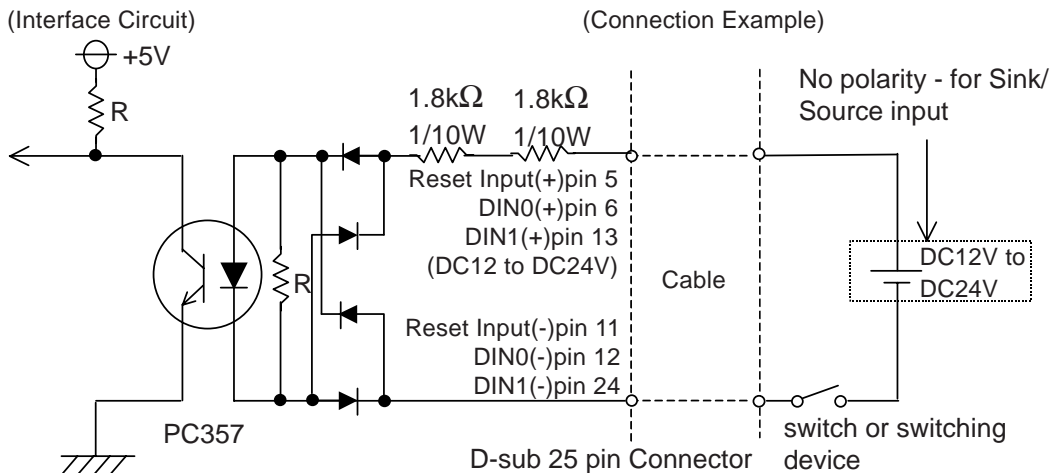 (Interface Circuit)
(Connection Example)
+5V
R
1.8kΩ
1/10W
1.8kΩ
1/10W
No polarity - for Sink/
Source input
Reset Input(+)pin 5
DIN0(+)pin 6
DIN1(+)pin 13
(DC12 to DC24V)
R
Cable
DC12V to
DC24V
Reset Input(-)pin 11
DIN0(-)pin 12
DIN1(-)pin 24
PC357
D-sub 25 pin Connector
switch or switching
device